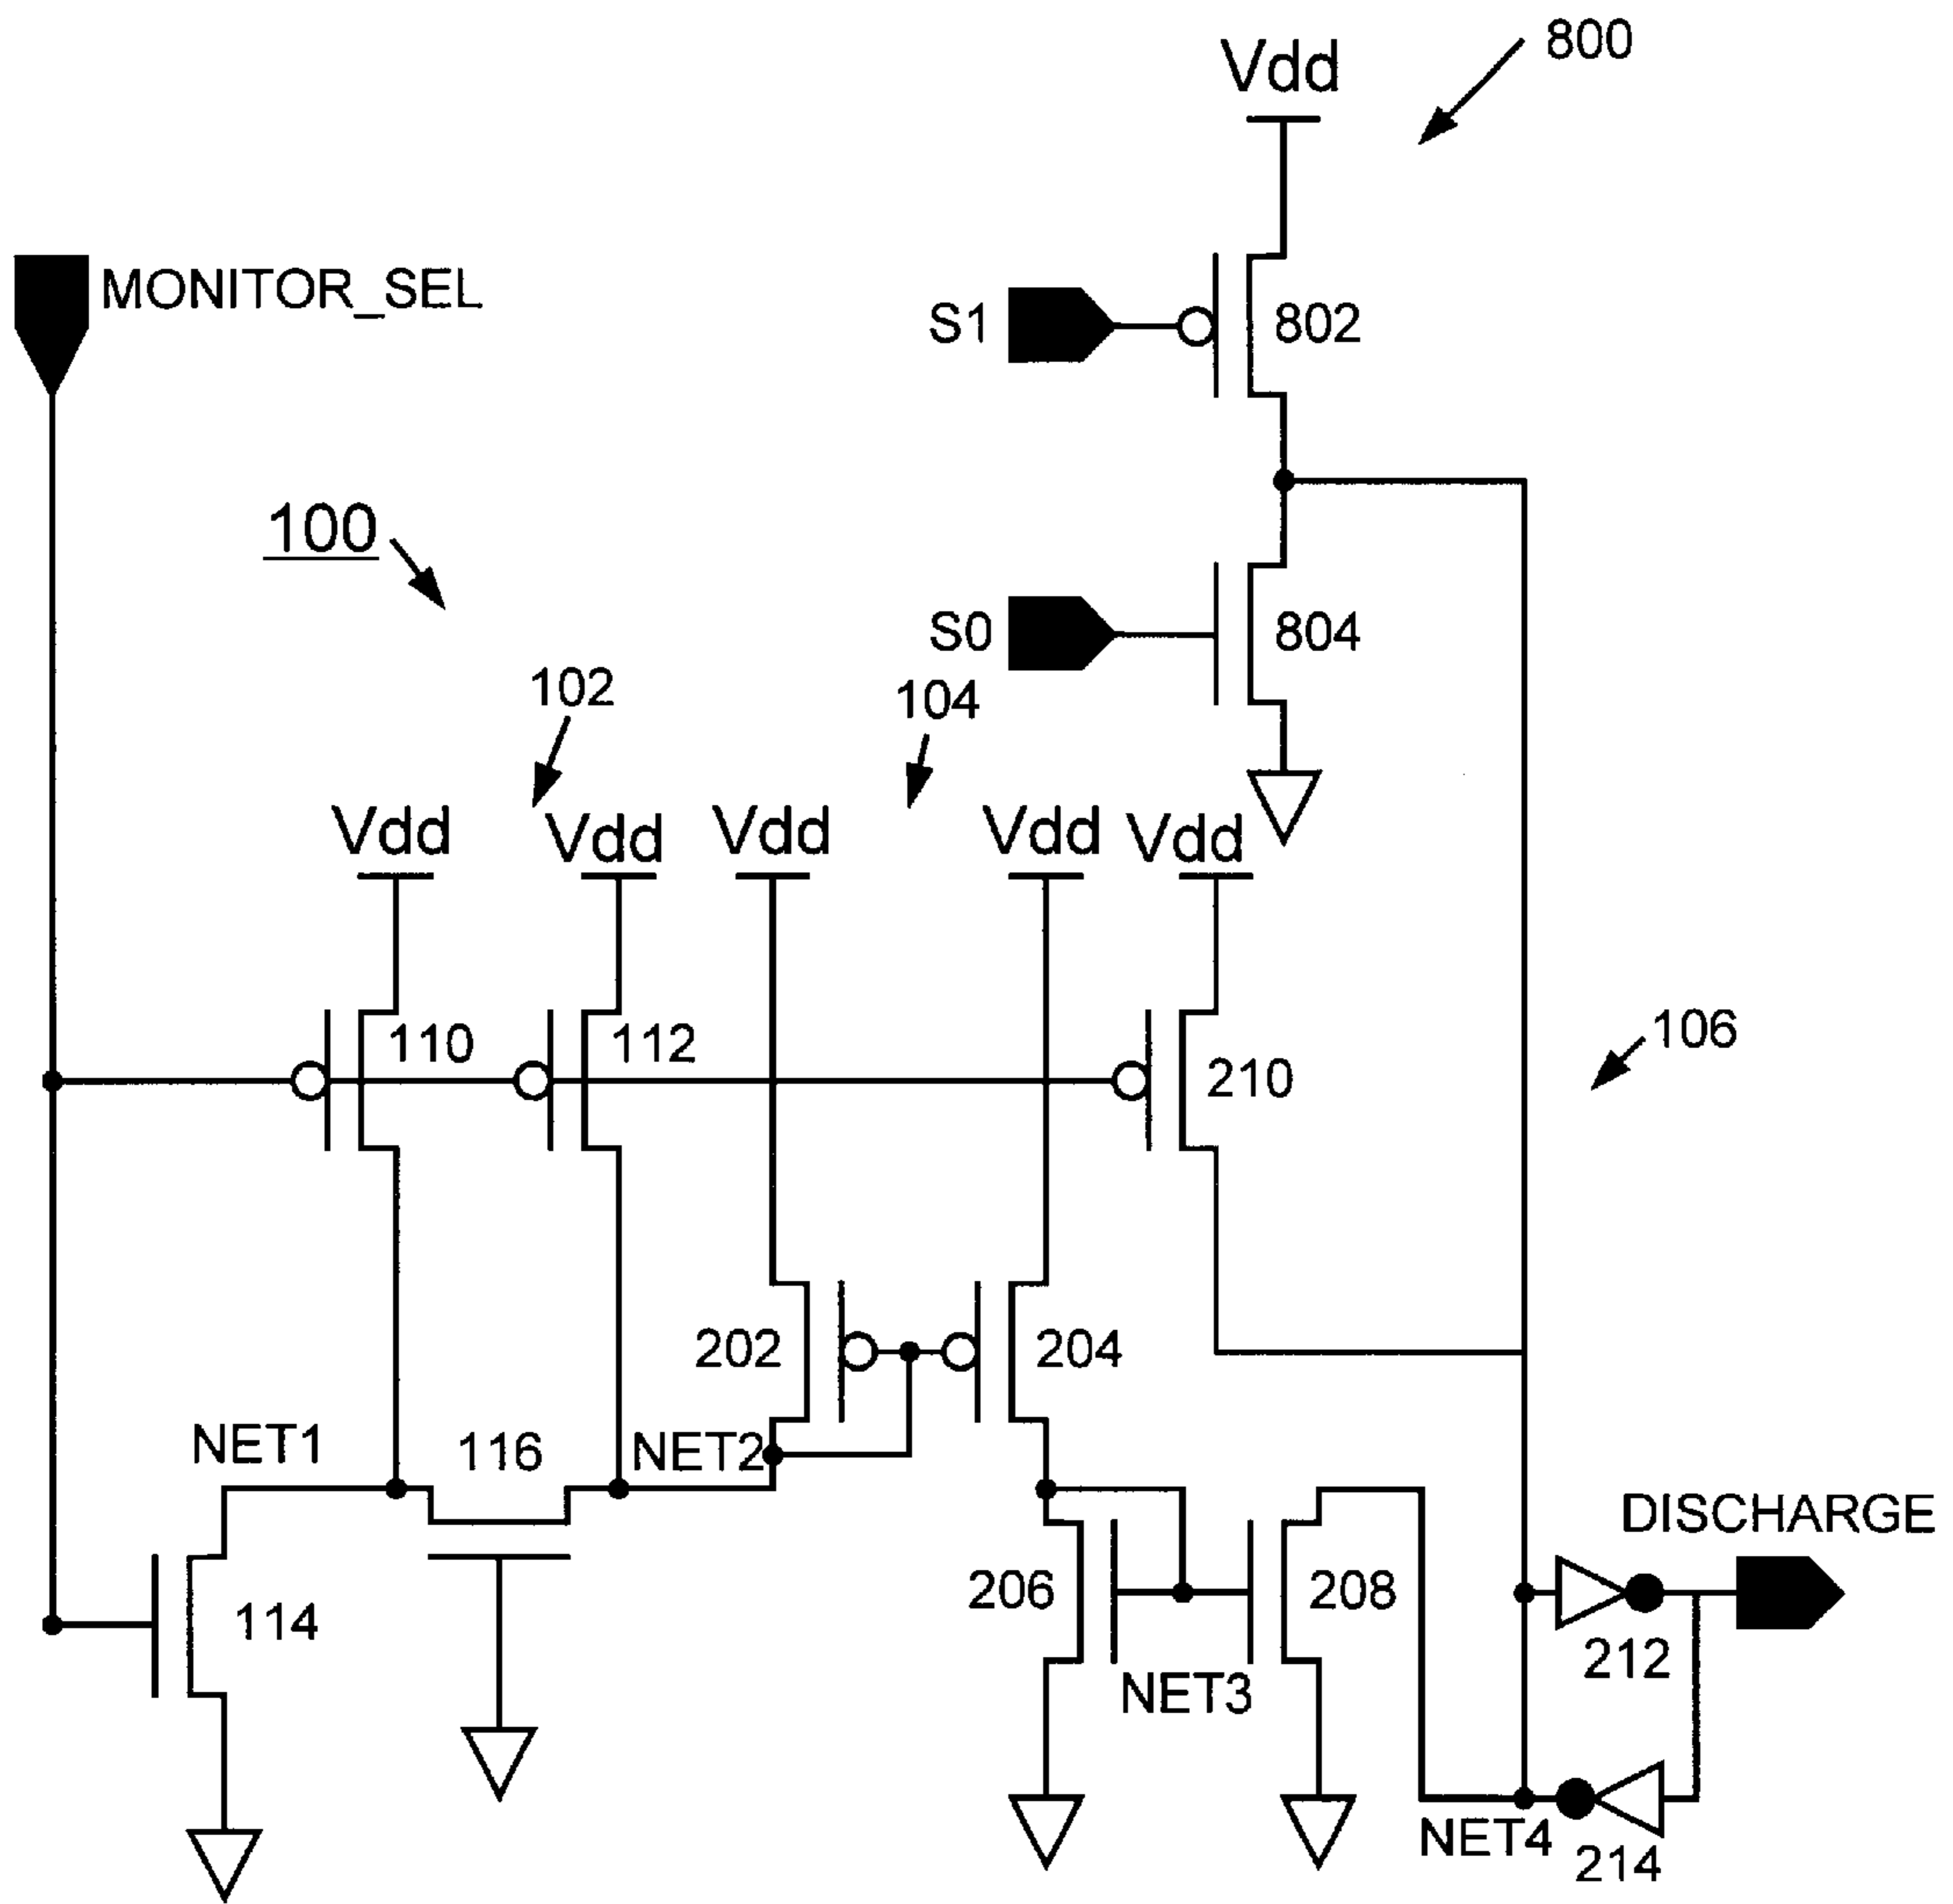 800
Vdd
MONITOR_SEL
S1
802
100
S0
804
102
104
Vdd
Vdd
Vdd
Vdd
Vdd
106
110
112
210
202
204
NET1
116
NET2
DISCHARGE
206
208
114
212
NET3
NET4
214